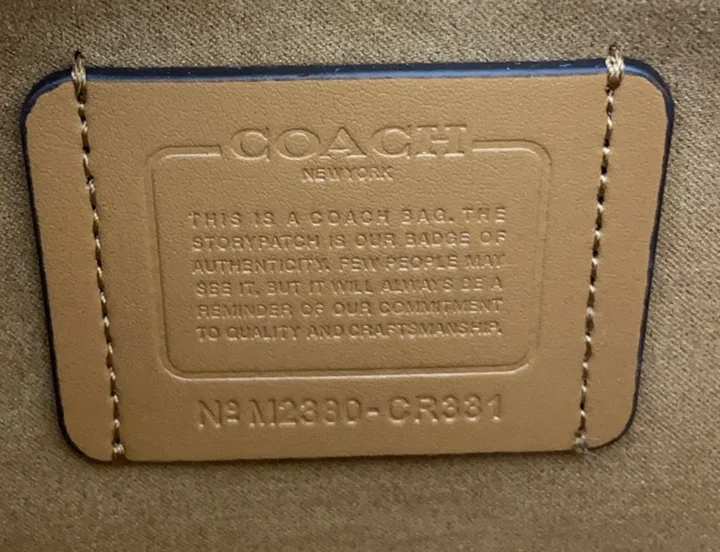 COACH
NEW YORK
THIS IS A COACH BAG. THE
STORYPATCH IS OUR BADGE OF
AUTHENTICITY. FEW PEOPLE MAY
SEE IT, BUT IT WILL ALWAYS BE A
REMINDER OF OUR COMMITMENT
TO QUALITY AND CRAFTSMANSHIP.
Nº M2380-CR331